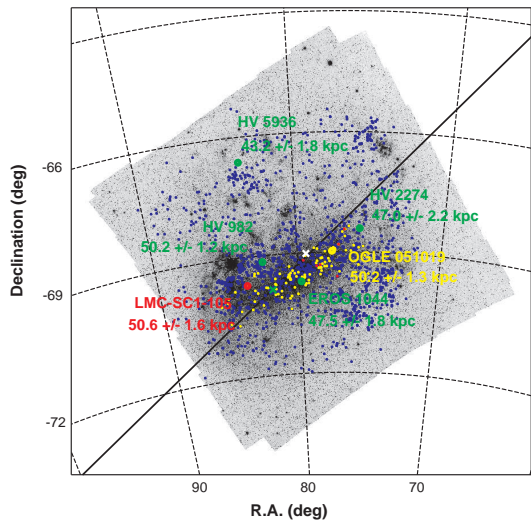 HV 5936
43.2 +/- 1.8 kpc
HV 2274
47.0 +/- 2.2 kpc
HV 982
50.2 +/- 1.2 kpc
OGLE 051019
50.2 +/- 1.3 kpc
LMC-SC1-105
50.6 +/- 1.6 kpc
EROS 1044
47.5 +/- 1.8 kpc
-66
-69
-72
Declination (deg)
90
80
70
R.A. (deg)